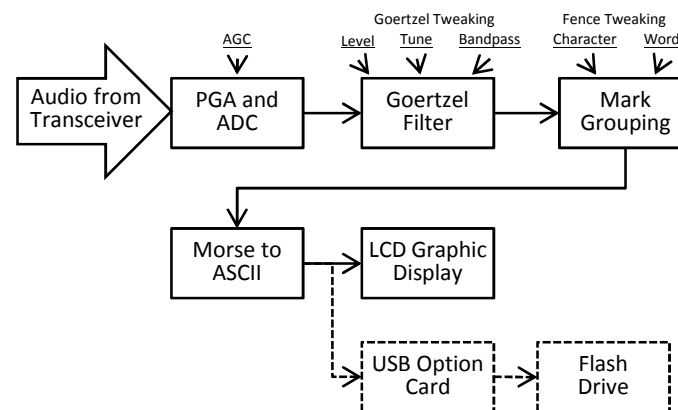 Goertzel Tweaking
Fence Tweaking
AGC
Level Tune Bandpass
Character Word
Audio from
Transceiver
PGA and
ADC
Goertzel
Filter
Mark
Grouping
Morse to
ASCII
LCD Graphic
Display
USB Option
Card
Flash
Drive